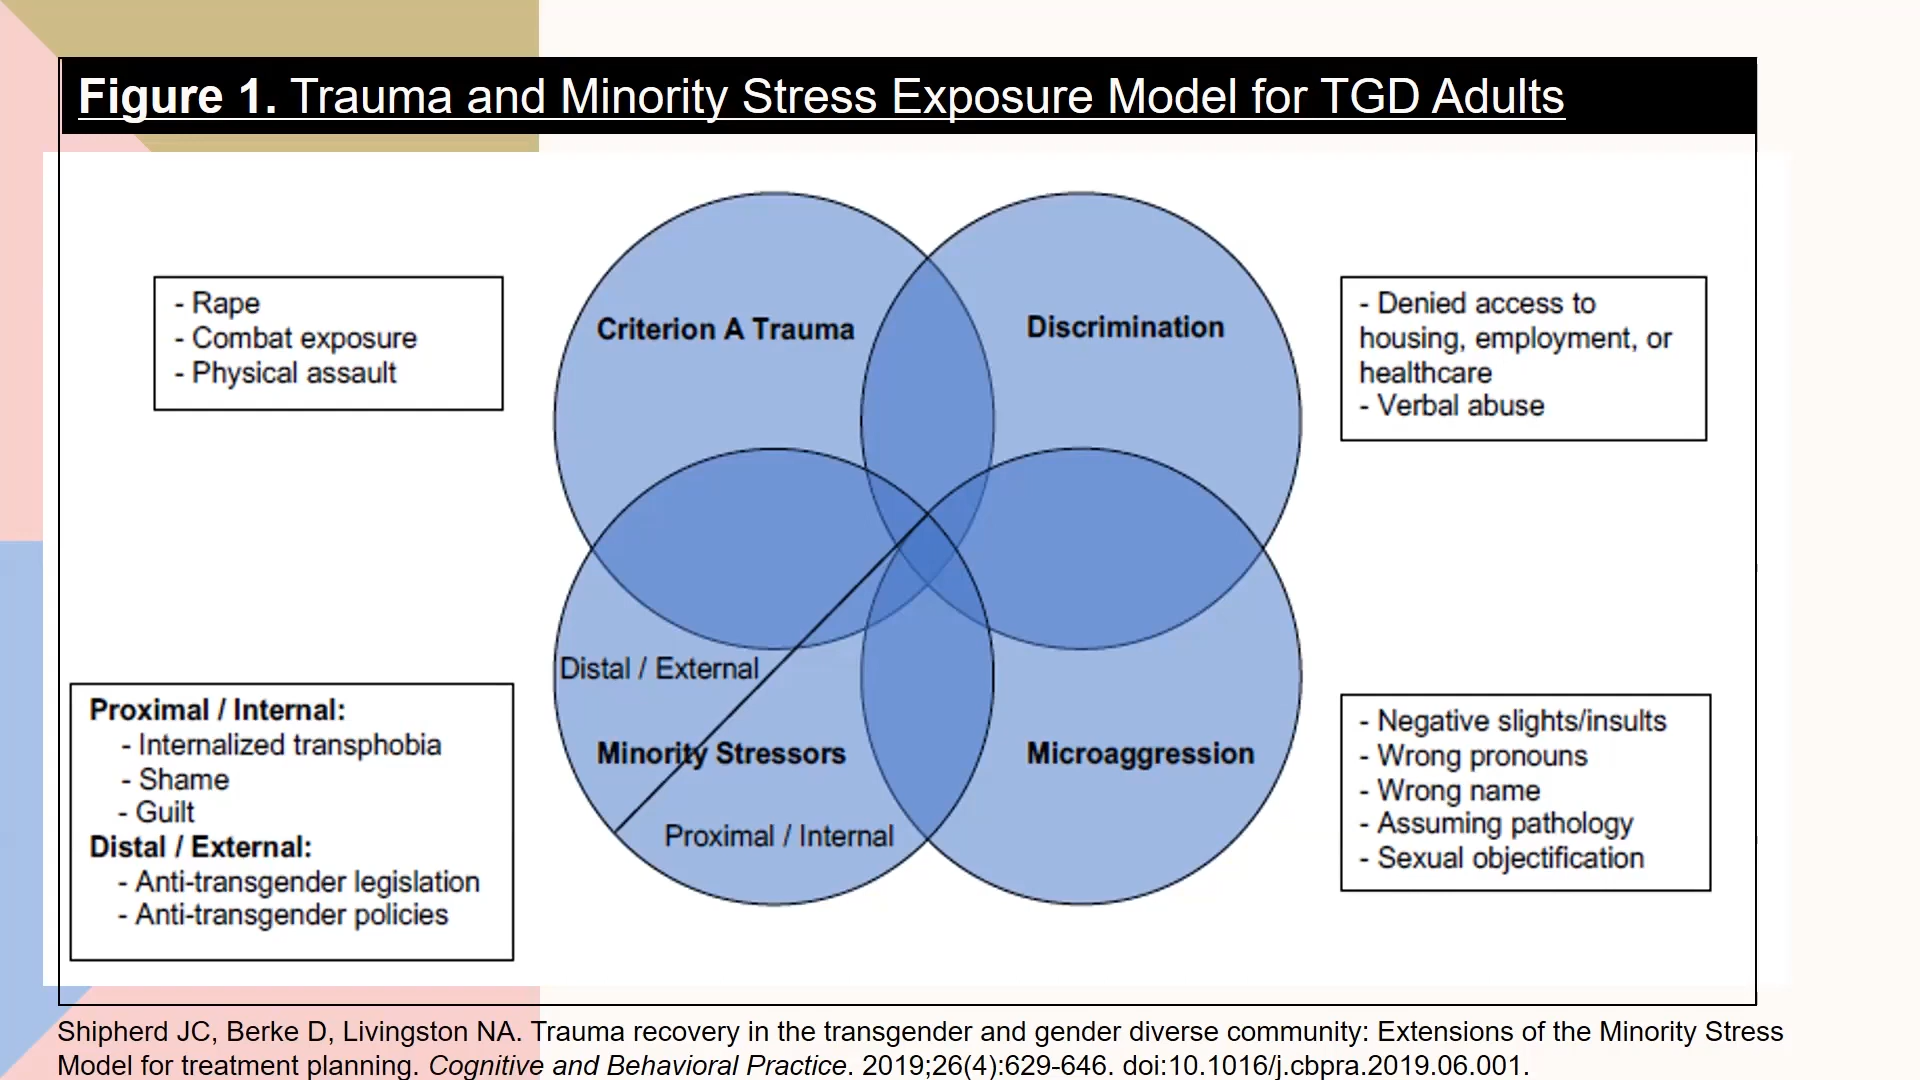 Figure 1. Trauma and Minority Stress Exposure Model for TGD Adults
- Rape
- Combat exposure
- Physical assault
Criterion A Trauma
Discrimination
- Denied access to
housing, employment, or
healthcare
- Verbal abuse
Proximal / Internal:
- Internalized transphobia
- Shame
- Guilt
Distal / External:
- Anti-transgender legislation
- Anti-transgender policies
Distal / External
Minority Stressors
Proximal / Internal
Microaggression
- Negative slights/insults
- Wrong pronouns
- Wrong name
- Assuming pathology
- Sexual objectification
Shipherd JC, Berke D, Livingston NA. Trauma recovery in the transgender and gender diverse community: Extensions of the Minority Stress
Model for treatment planning. Cognitive and Behavioral Practice. 2019;26(4):629-646. doi:10.1016/j.cbpra.2019.06.001.